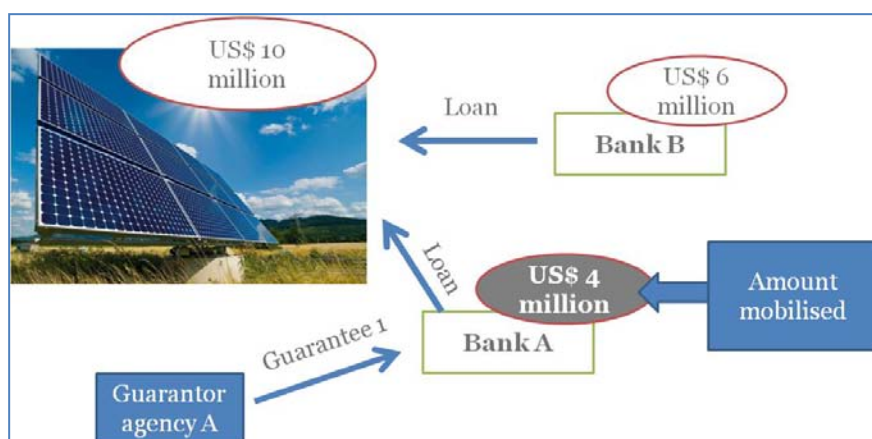 US$ 10
million
US$ 6
million
Loan
Bank B
Loan
US$ 4
million
Amount
mobilised
Guarantee 1
Bank A
Guarantor
agency A